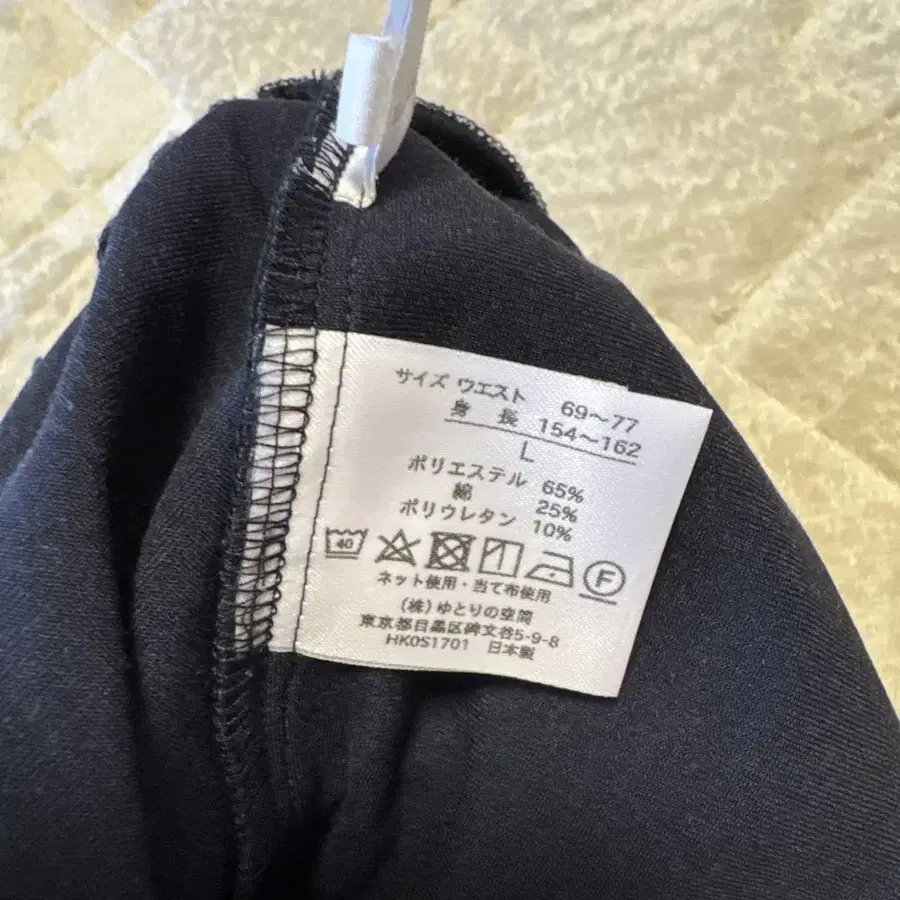 サイズ ウエスト 69〜77
身 長 154〜162
L
ポリエステル 65%
綿 25%
ポリウレタン 10%
40
F
ネット使用・当て布使用
(株)ゆとりの空間
東京都目黒区碑文谷5-9-8
HK0S1701 日本製